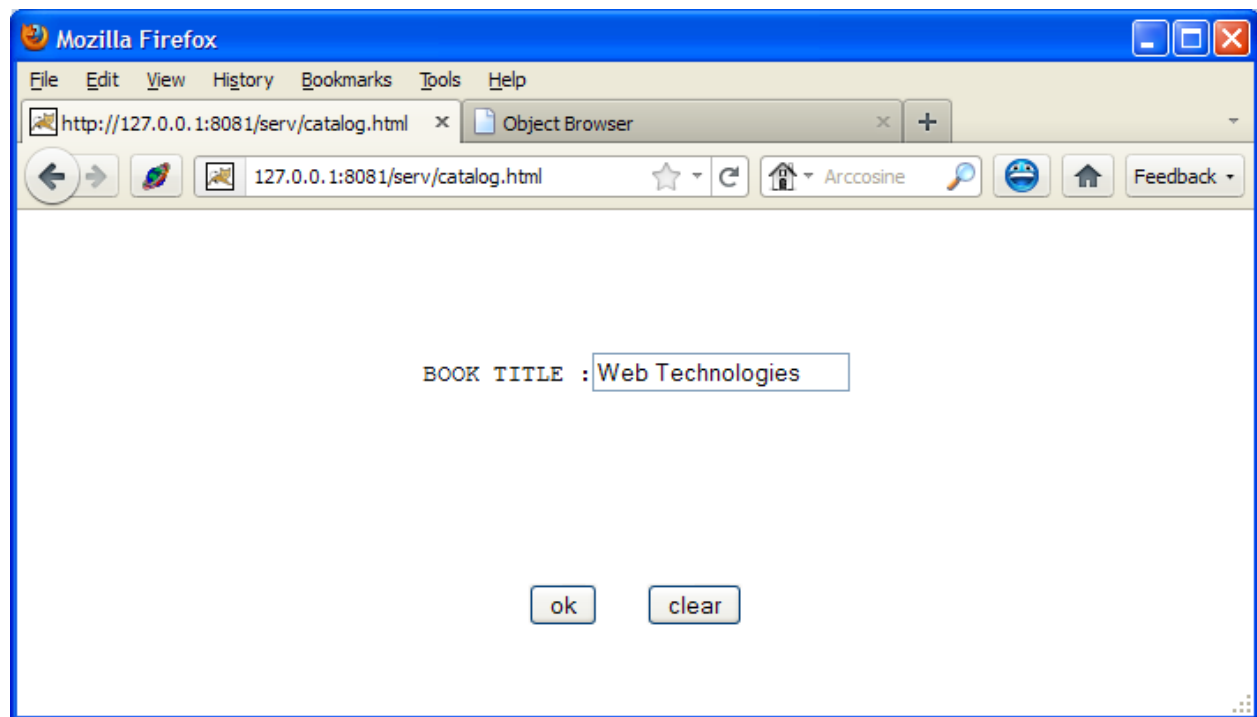 Mozilla Firefox
File Edit View History Bookmarks Tools Help
http://127.0.0.1:8081/serv/catalog.html × Object Browser × +
127.0.0.1:8081/serv/catalog.html Arccosine Feedback
BOOK TITLE :Web Technologies
ok clear